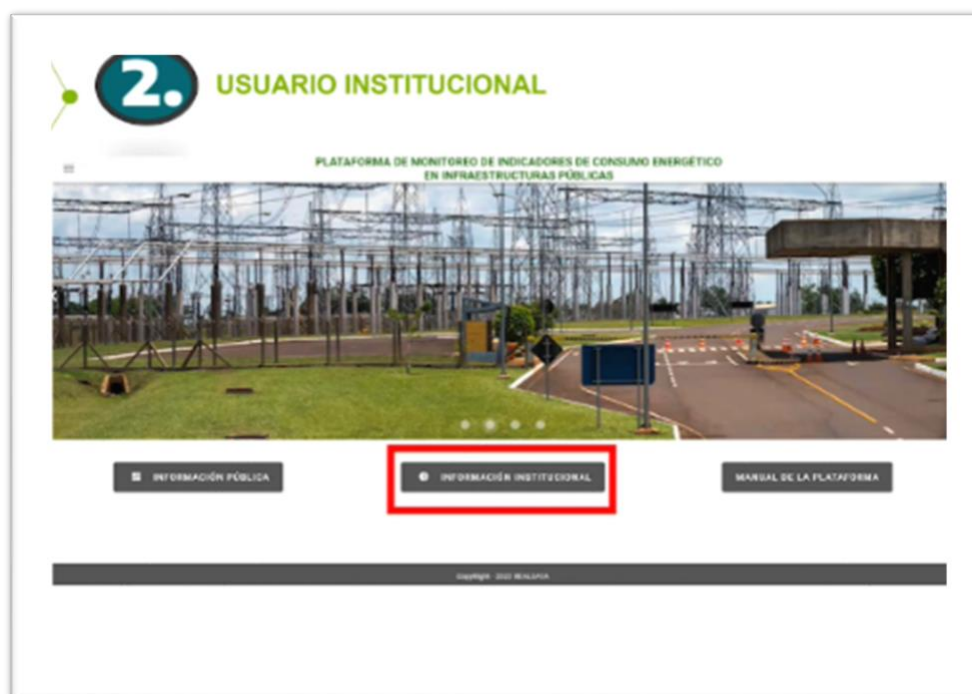 2.
USUARIO INSTITUCIONAL
PLATAFORMA DE MONITOREO DE INDICADORES DE CONSUMO ENERGÉTICO
EN INFRAESTRUCTURAS PÚBLICAS
INFORMACIÓN PÚBLICA
INFORMACIÓN INSTITUCIONAL
MANUAL DE LA PLATAFORMA
Copyright